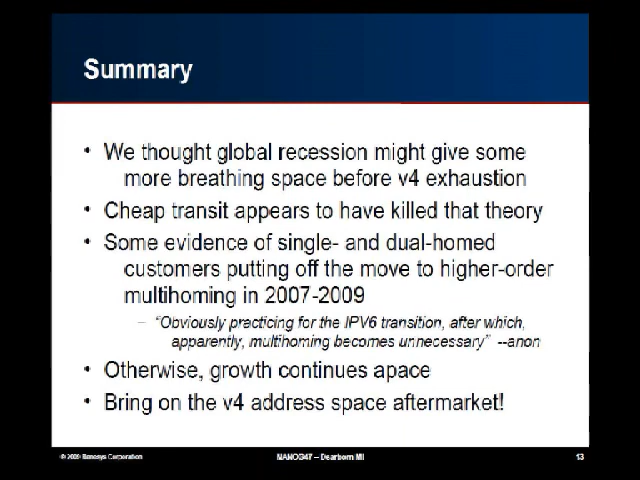 Summary
• We thought global recession might give some
more breathing space before v4 exhaustion
• Cheap transit appears to have killed that theory
• Some evidence of single- and dual-homed
customers putting off the move to higher-order
multihoming in 2007-2009
– "Obviously practicing for the IPV6 transition, after which,
apparently, multihoming becomes unnecessary" --anon
• Otherwise, growth continues apace
• Bring on the v4 address space aftermarket!
© 2009 Renesys Corporation
NANOG47 – Dearborn MI
13